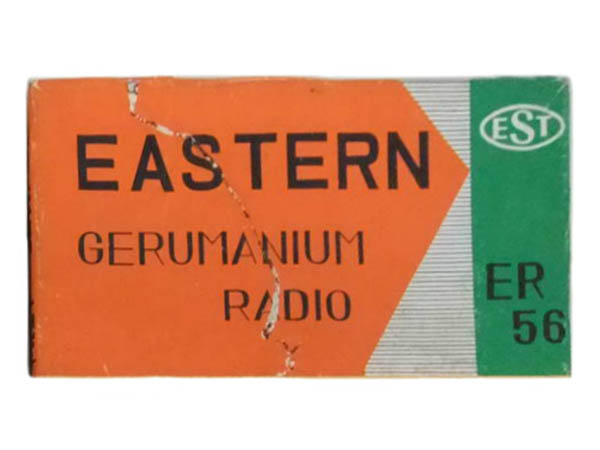 EASTERN
GERUMANIUM
RADIO
EST
ER
56